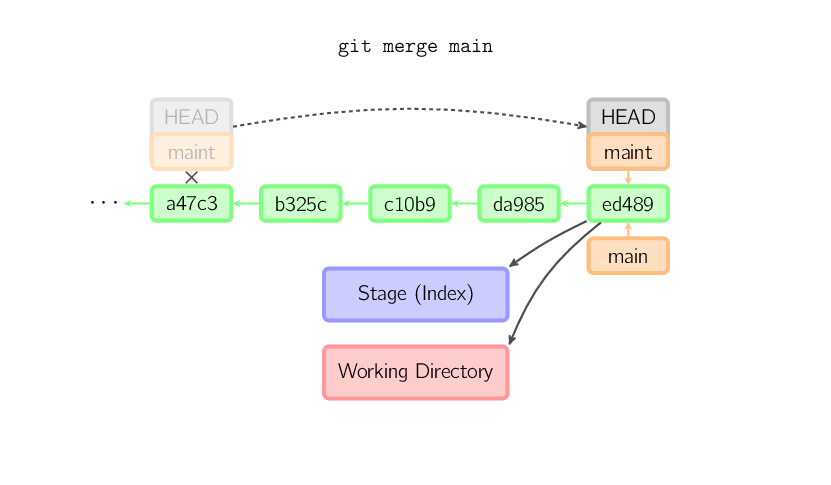 git merge main
HEAD HEAD
maint maint
··· a47c3 b325c c10b9 da985 ed489
main
Stage (Index)
Working Directory